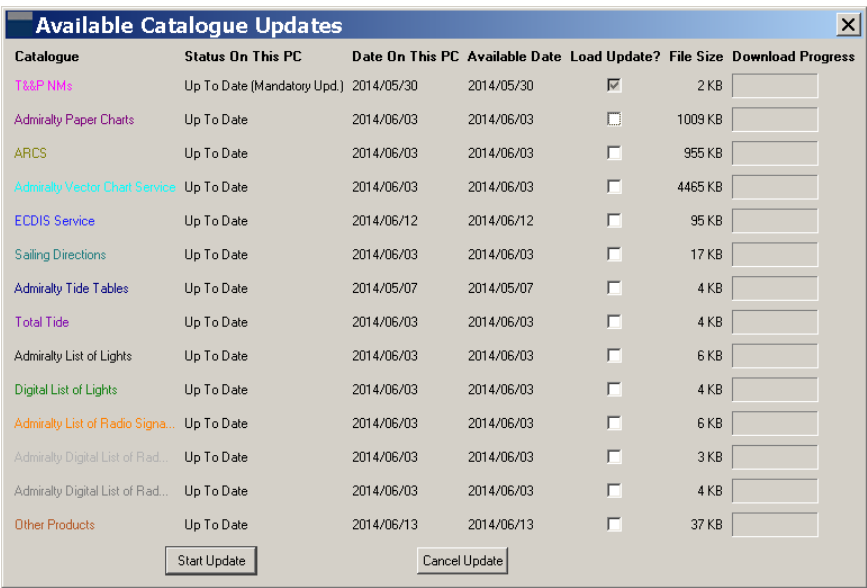 Available Catalogue Updates
Catalogue Status On This PC Date On This PC Available Date Load Update? File Size Download Progress
T&&P NMs Up To Date (Mandatory Upd.) 2014/05/30 2014/05/30 2 KB
Admiralty Paper Charts Up To Date 2014/06/03 2014/06/03 1009 KB
ARCS Up To Date 2014/06/03 2014/06/03 955 KB
Admiralty Vector Chart Service Up To Date 2014/06/03 2014/06/03 4465 KB
ECDIS Service Up To Date 2014/06/12 2014/06/12 95 KB
Sailing Directions Up To Date 2014/06/03 2014/06/03 17 KB
Admiralty Tide Tables Up To Date 2014/05/07 2014/05/07 4 KB
Total Tide Up To Date 2014/06/03 2014/06/03 4 KB
Admiralty List of Lights Up To Date 2014/06/03 2014/06/03 6 KB
Digital List of Lights Up To Date 2014/06/03 2014/06/03 4 KB
Admiralty List of Radio Signa... Up To Date 2014/06/03 2014/06/03 6 KB
Admiralty Digital List of Rad... Up To Date 2014/06/03 2014/06/03 3 KB
Admiralty Digital List of Rad... Up To Date 2014/06/03 2014/06/03 4 KB
Other Products Up To Date 2014/06/13 2014/06/13 37 KB
Start Update Cancel Update